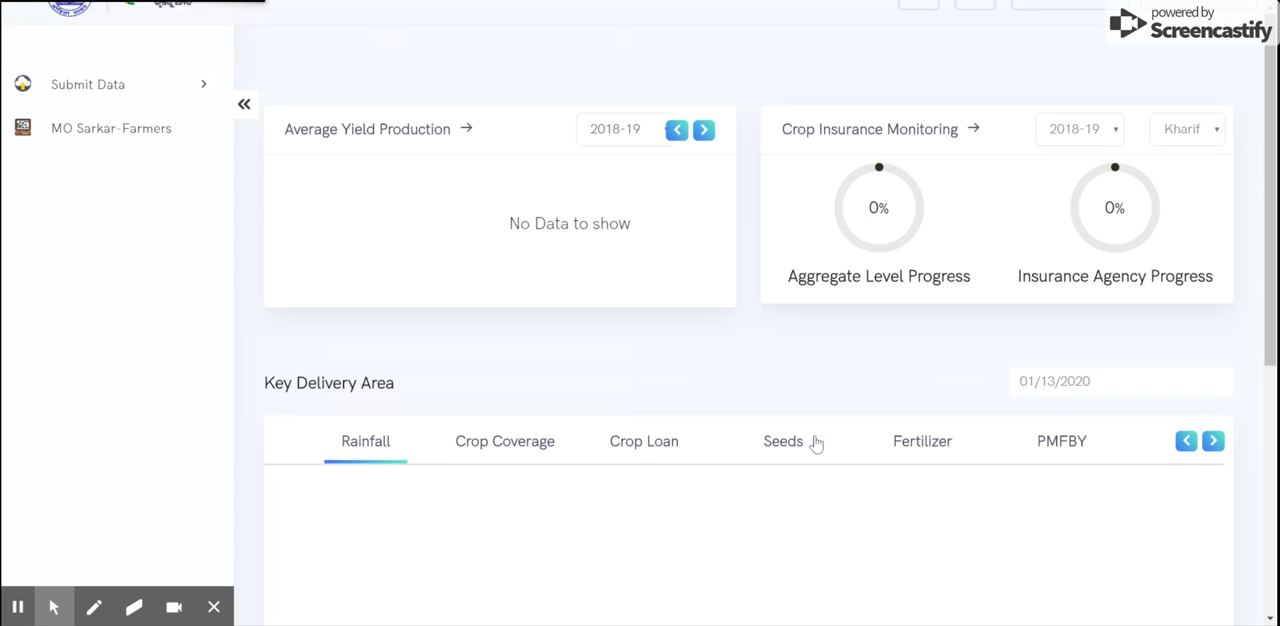 powered by
Screencastify
Submit Data
MO Sarkar-Farmers
Average Yield Production
2018-19
No Data to show
Crop Insurance Monitoring
2018-19
Kharif
0%
0%
Aggregate Level Progress
Insurance Agency Progress
Key Delivery Area
01/13/2020
Rainfall
Crop Coverage
Crop Loan
Seeds
Fertilizer
PMFBY